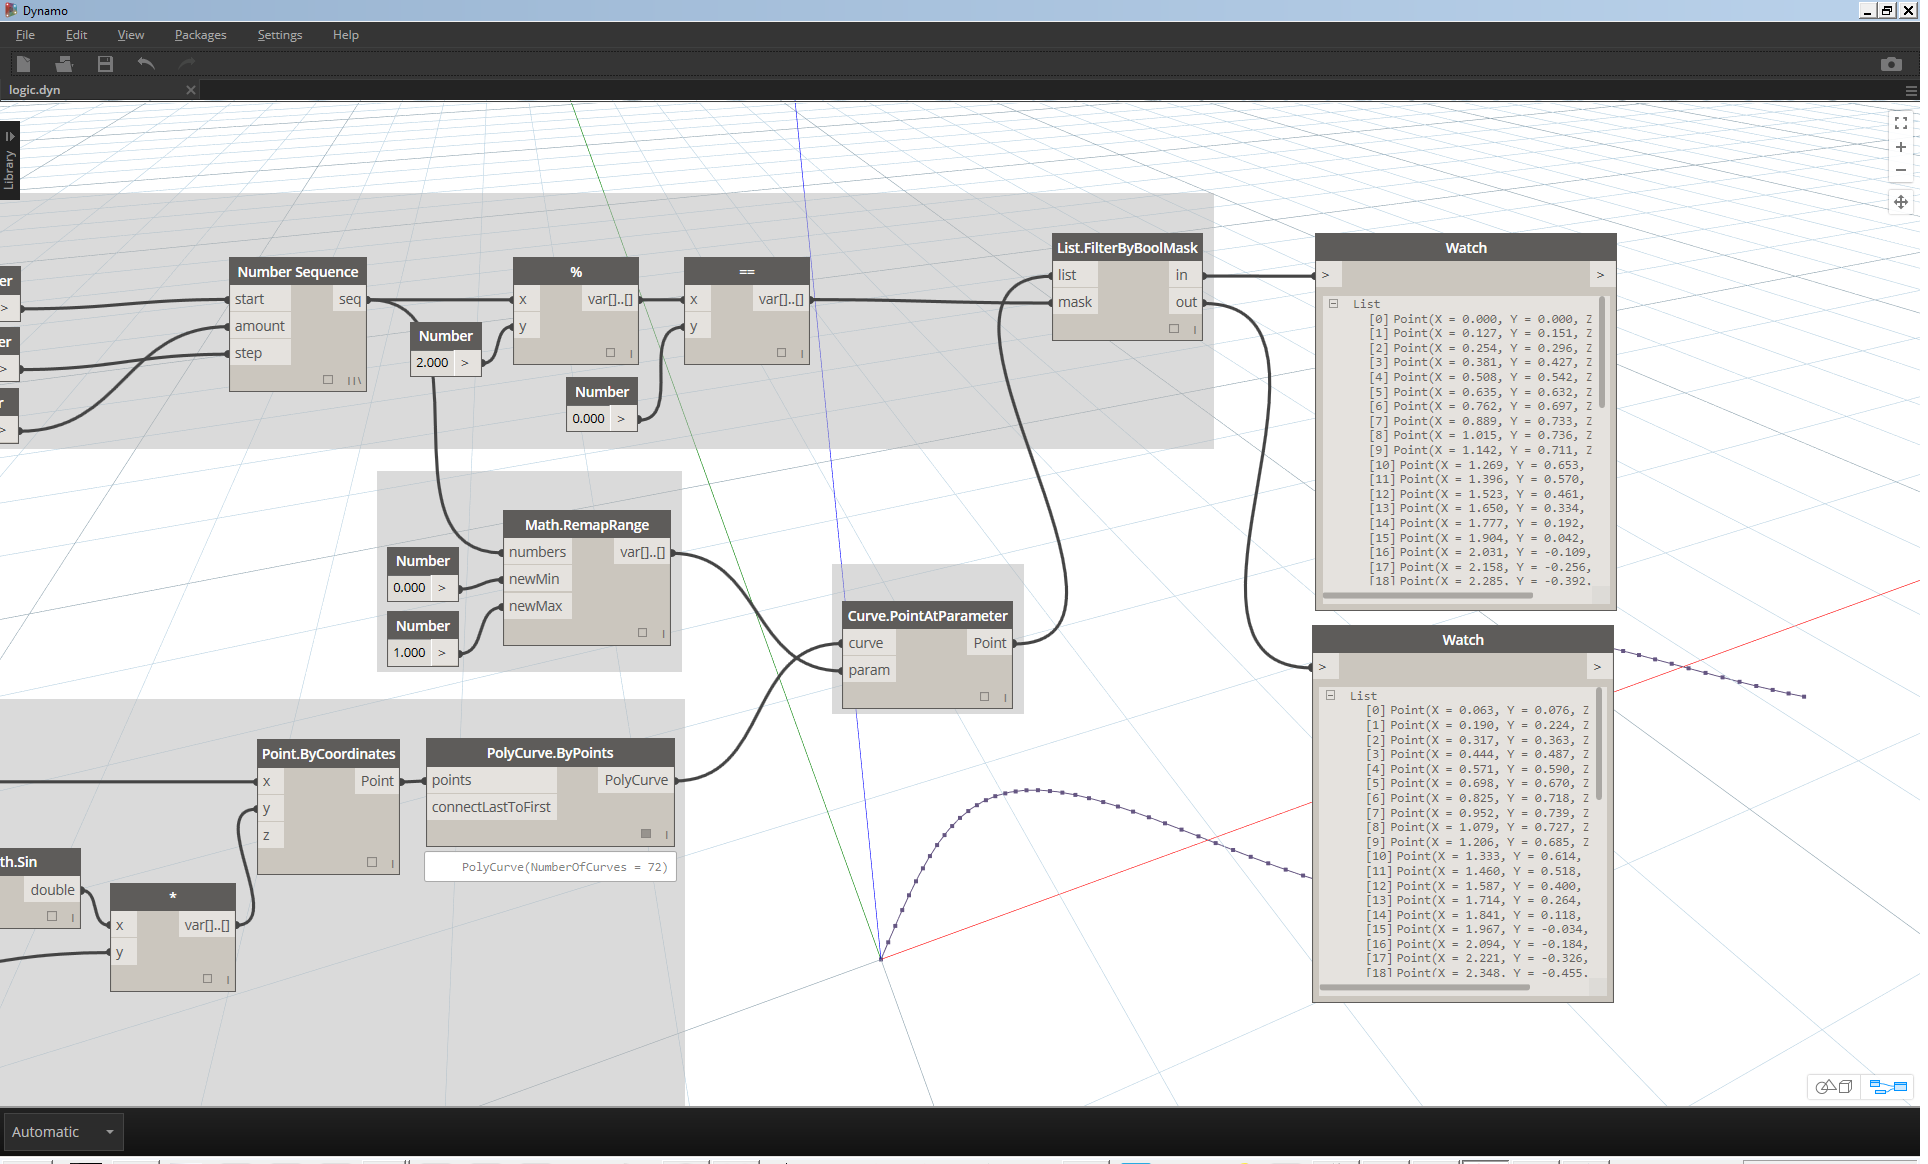 Dynamo
File Edit View Packages Settings Help
logic.dyn
Library
er
>
er
>
r
>
Number Sequence
start seq
amount
step
Number
2.000 >
%
x var[]..[]
y
Number
0.000 >
==
x var[]..[]
y
List.FilterByBoolMask
list in
mask out
Watch
> >
List
[0] Point(X = 0.000, Y = 0.000, Z
[1] Point(X = 0.127, Y = 0.151, Z
[2] Point(X = 0.254, Y = 0.296, Z
[3] Point(X = 0.381, Y = 0.427, Z
[4] Point(X = 0.508, Y = 0.542, Z
[5] Point(X = 0.635, Y = 0.632, Z
[6] Point(X = 0.762, Y = 0.697, Z
[7] Point(X = 0.889, Y = 0.733, Z
[8] Point(X = 1.015, Y = 0.736, Z
[9] Point(X = 1.142, Y = 0.711, Z
[10] Point(X = 1.269, Y = 0.653,
[11] Point(X = 1.396, Y = 0.570,
[12] Point(X = 1.523, Y = 0.461,
[13] Point(X = 1.650, Y = 0.334,
[14] Point(X = 1.777, Y = 0.192,
[15] Point(X = 1.904, Y = 0.042,
[16] Point(X = 2.031, Y = -0.109,
[17] Point(X = 2.158, Y = -0.256,
[18] Point(X = 2.285, Y = -0.392,
Number
0.000 >
Number
1.000 >
Math.RemapRange
numbers var[]..[]
newMin
newMax
Curve.PointAtParameter
curve Point
param
Watch
> >
List
[0] Point(X = 0.063, Y = 0.076, Z
[1] Point(X = 0.190, Y = 0.224, Z
[2] Point(X = 0.317, Y = 0.363, Z
[3] Point(X = 0.444, Y = 0.487, Z
[4] Point(X = 0.571, Y = 0.590, Z
[5] Point(X = 0.698, Y = 0.670, Z
[6] Point(X = 0.825, Y = 0.718, Z
[7] Point(X = 0.952, Y = 0.739, Z
[8] Point(X = 1.079, Y = 0.727, Z
[9] Point(X = 1.206, Y = 0.685, Z
[10] Point(X = 1.333, Y = 0.614,
[11] Point(X = 1.460, Y = 0.518,
[12] Point(X = 1.587, Y = 0.400,
[13] Point(X = 1.714, Y = 0.264,
[14] Point(X = 1.841, Y = 0.118,
[15] Point(X = 1.967, Y = -0.034,
[16] Point(X = 2.094, Y = -0.184,
[17] Point(X = 2.221, Y = -0.326,
[18] Point(X = 2.348, Y = -0.455,
Point.ByCoordinates
x Point
y
z
PolyCurve.ByPoints
points PolyCurve
connectLastToFirst
PolyCurve(NumberOfCurves = 72)
th.Sin
double
*
x var[]..[]
y
Automatic